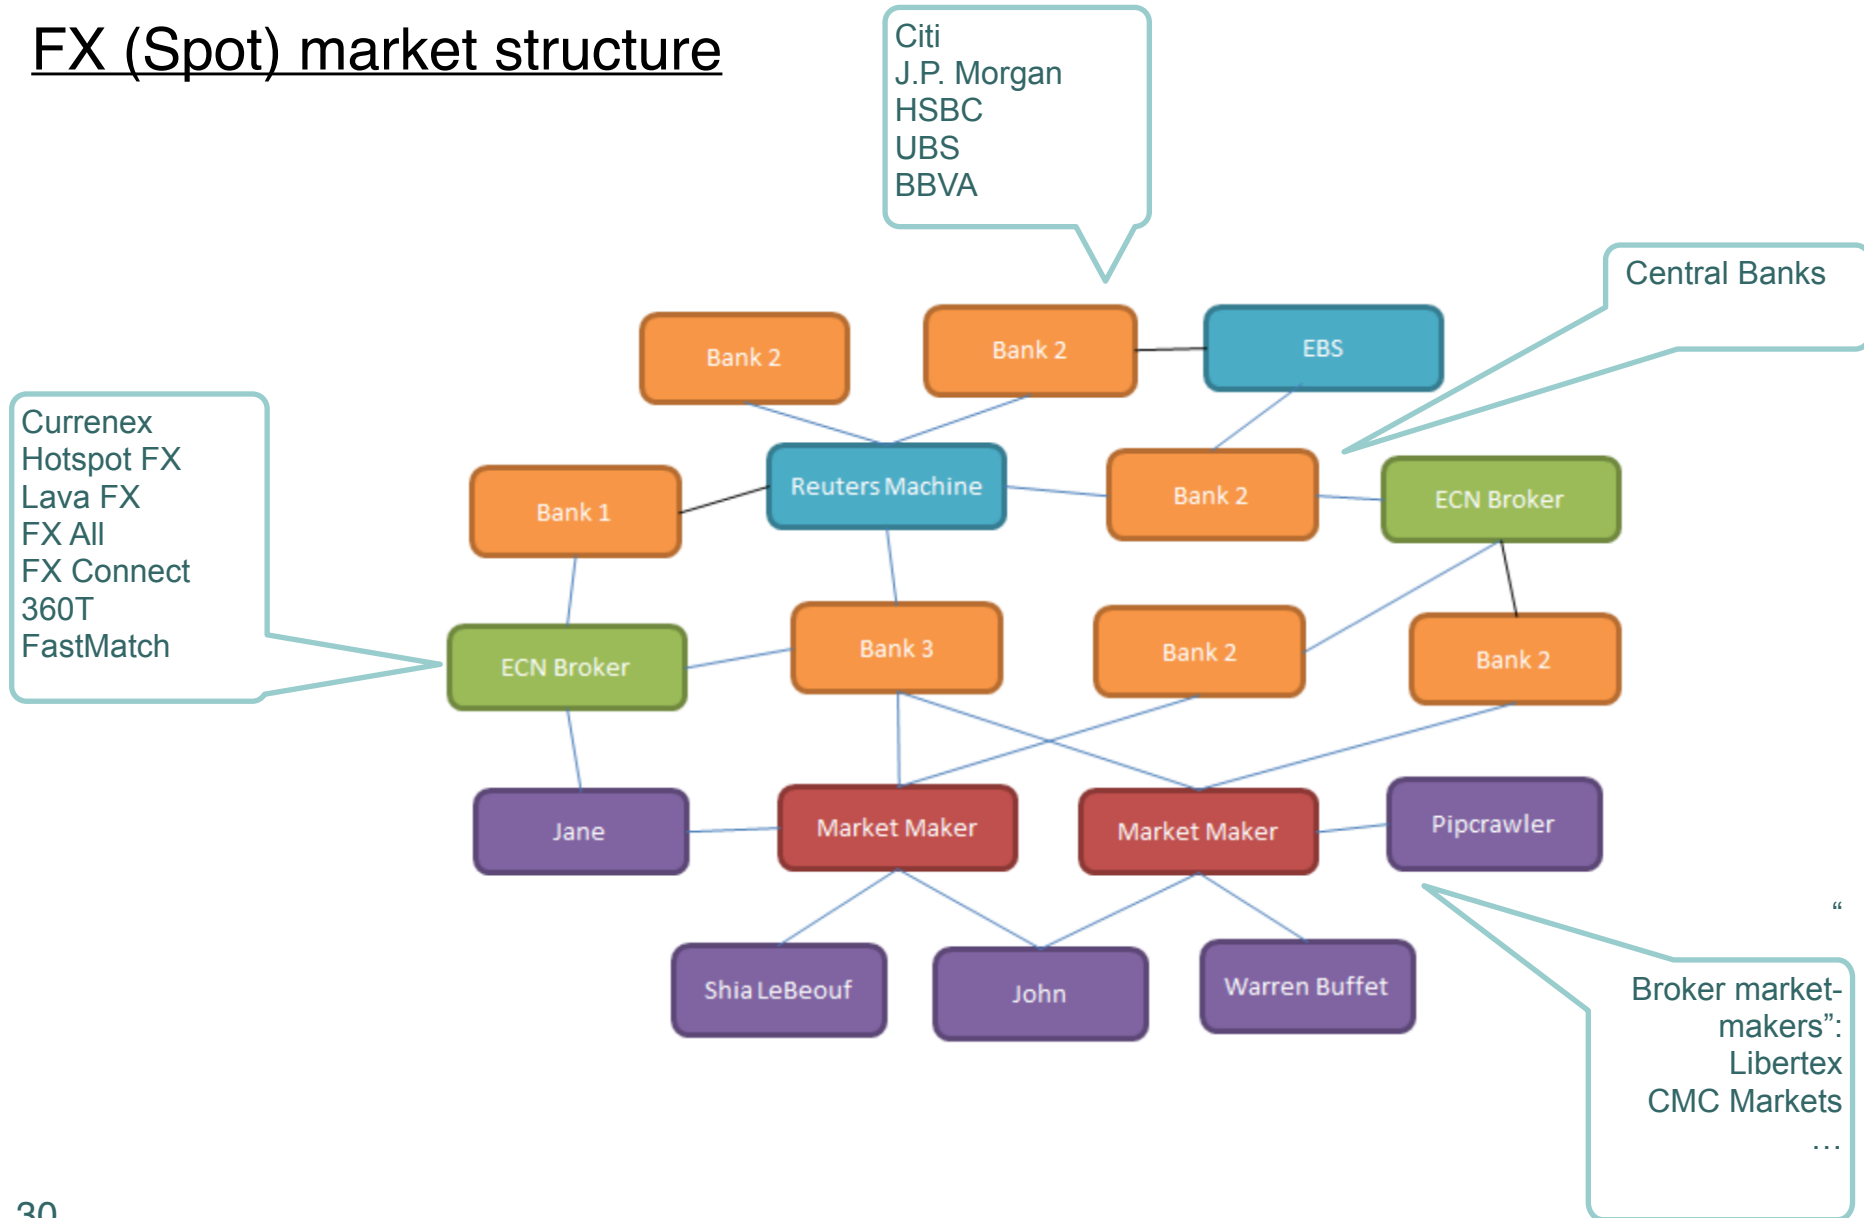 FX (Spot) market structure
Citi
J.P. Morgan
HSBC
UBS
BBVA
Central Banks
Bank 2
Bank 2
EBS
Currenex
Hotspot FX
Lava FX
FX All
FX Connect
360T
FastMatch
Bank 1
Reuters Machine
Bank 2
ECN Broker
ECN Broker
Bank 3
Bank 2
Bank 2
Jane
Market Maker
Market Maker
Pipcrawler
Shia LeBeouf
John
Warren Buffet
“
Broker market-
makers”:
Libertex
CMC Markets
…
30